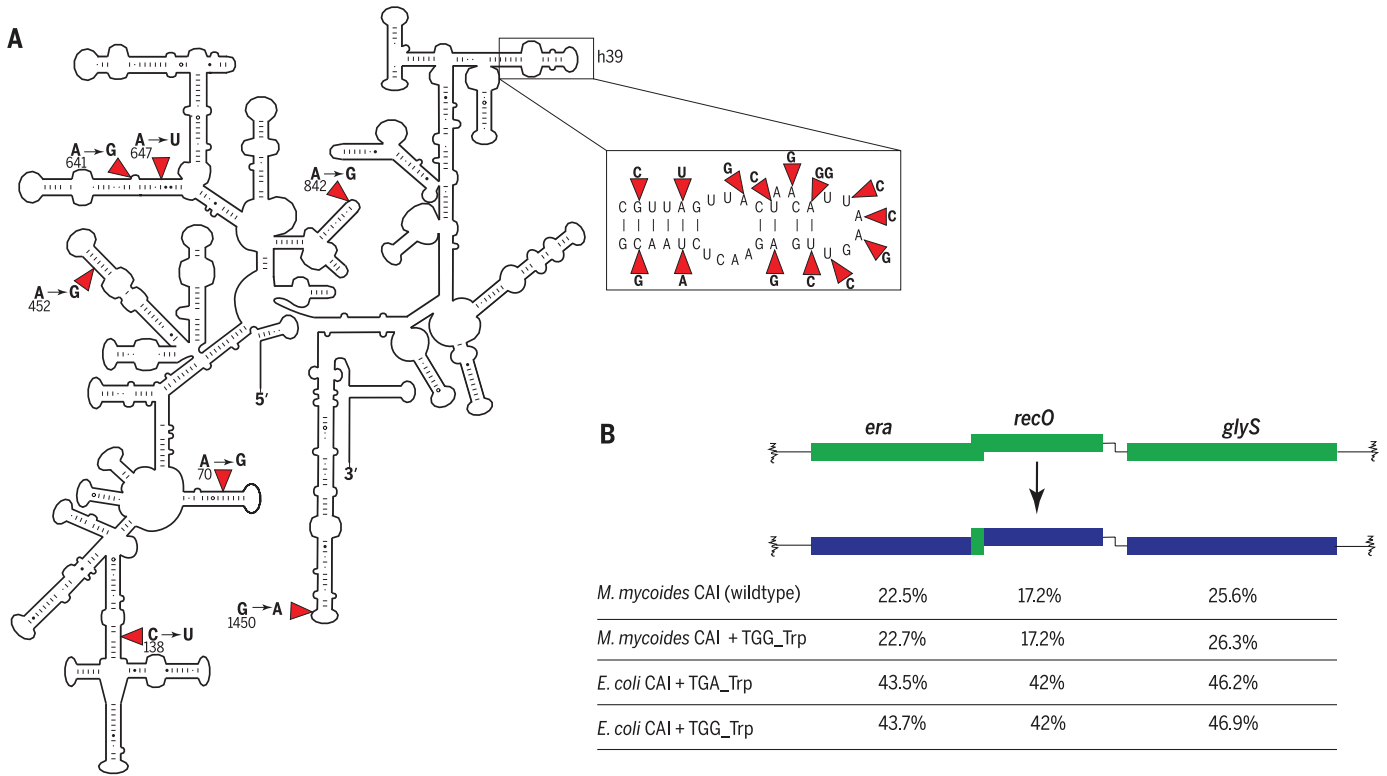 A
h39
A→G
641
A→U
647
A→G
842
A→G
452
C U G C G GG C
C G U U A G U U A C U A A C A U U A C
G C A A U C U C A A C G A G U U G A G
G A G C C
5′
3′
A→G
70
G→A
1450
C→U
138
B
era recO glyS
M. mycoides CAI (wildtype) 22.5% 17.2% 25.6%
M. mycoides CAI + TGG_Trp 22.7% 17.2% 26.3%
E. coli CAI + TGA_Trp 43.5% 42% 46.2%
E. coli CAI + TGG_Trp 43.7% 42% 46.9%